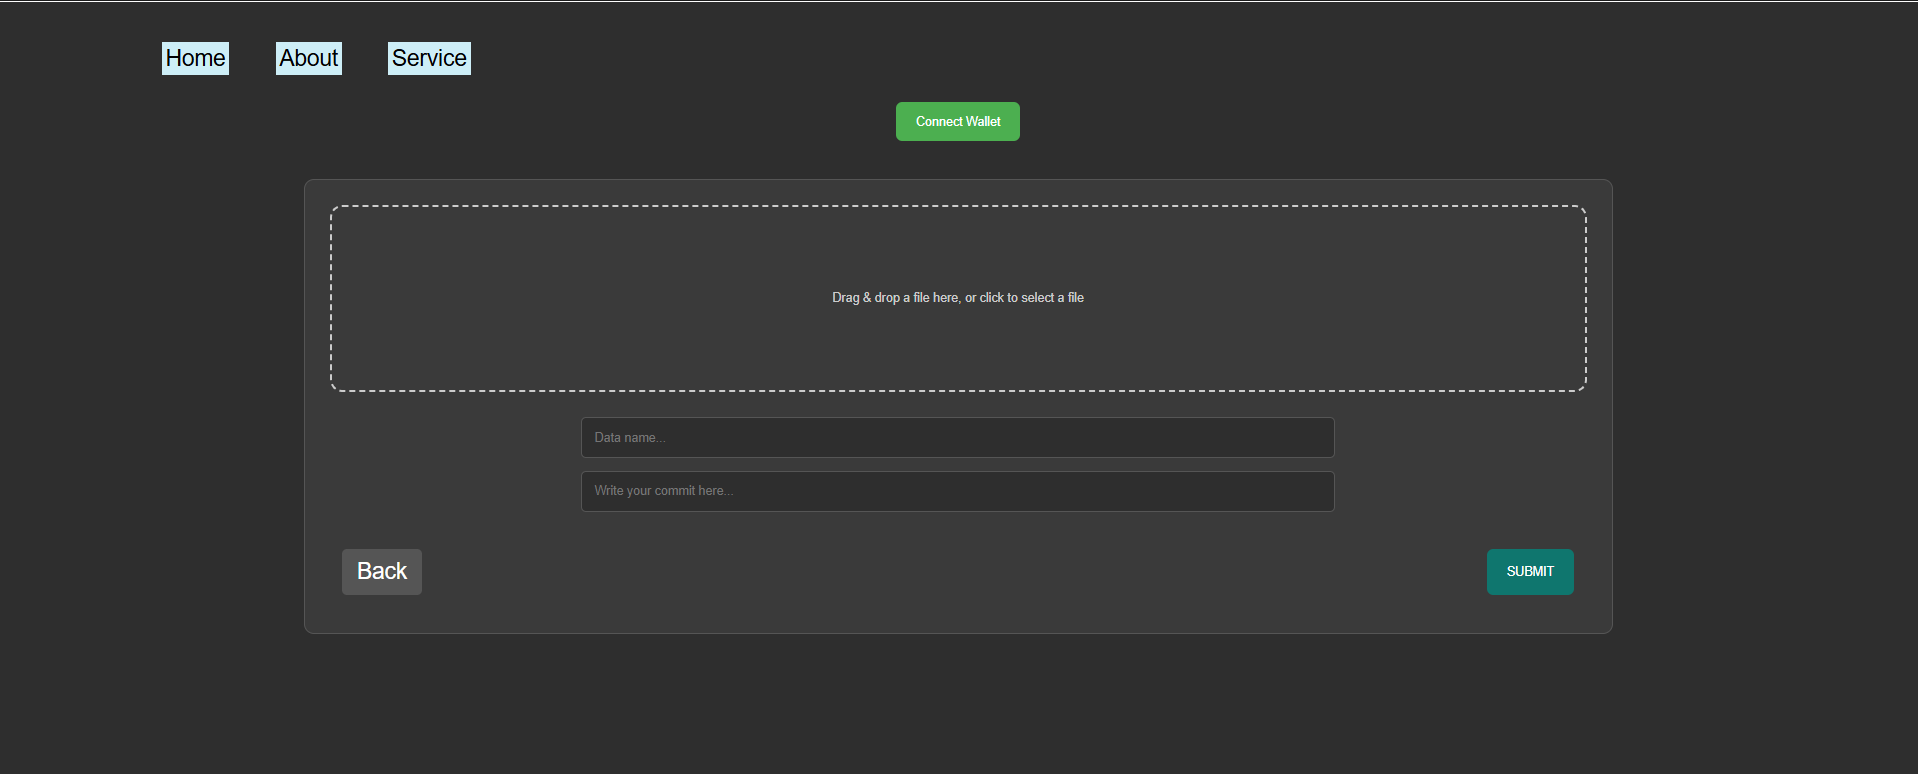 Home About Service
Connect Wallet
Drag & drop a file here, or click to select a file
Data name...
Write your commit here...
Back SUBMIT